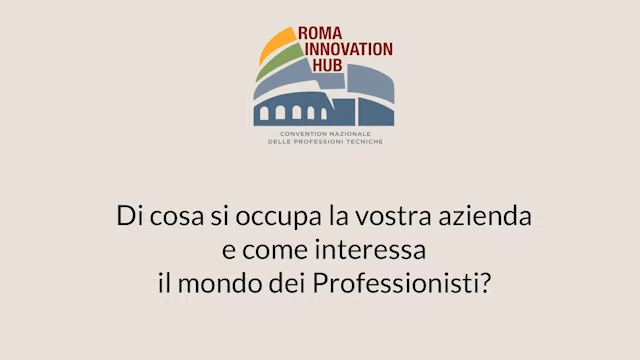 ROMA
INNOVATION
HUB
CONVENTION NAZIONALE
DELLE PROFESSIONI TECNICHE
Di cosa si occupa la vostra azienda
e come interessa
il mondo dei Professionisti?